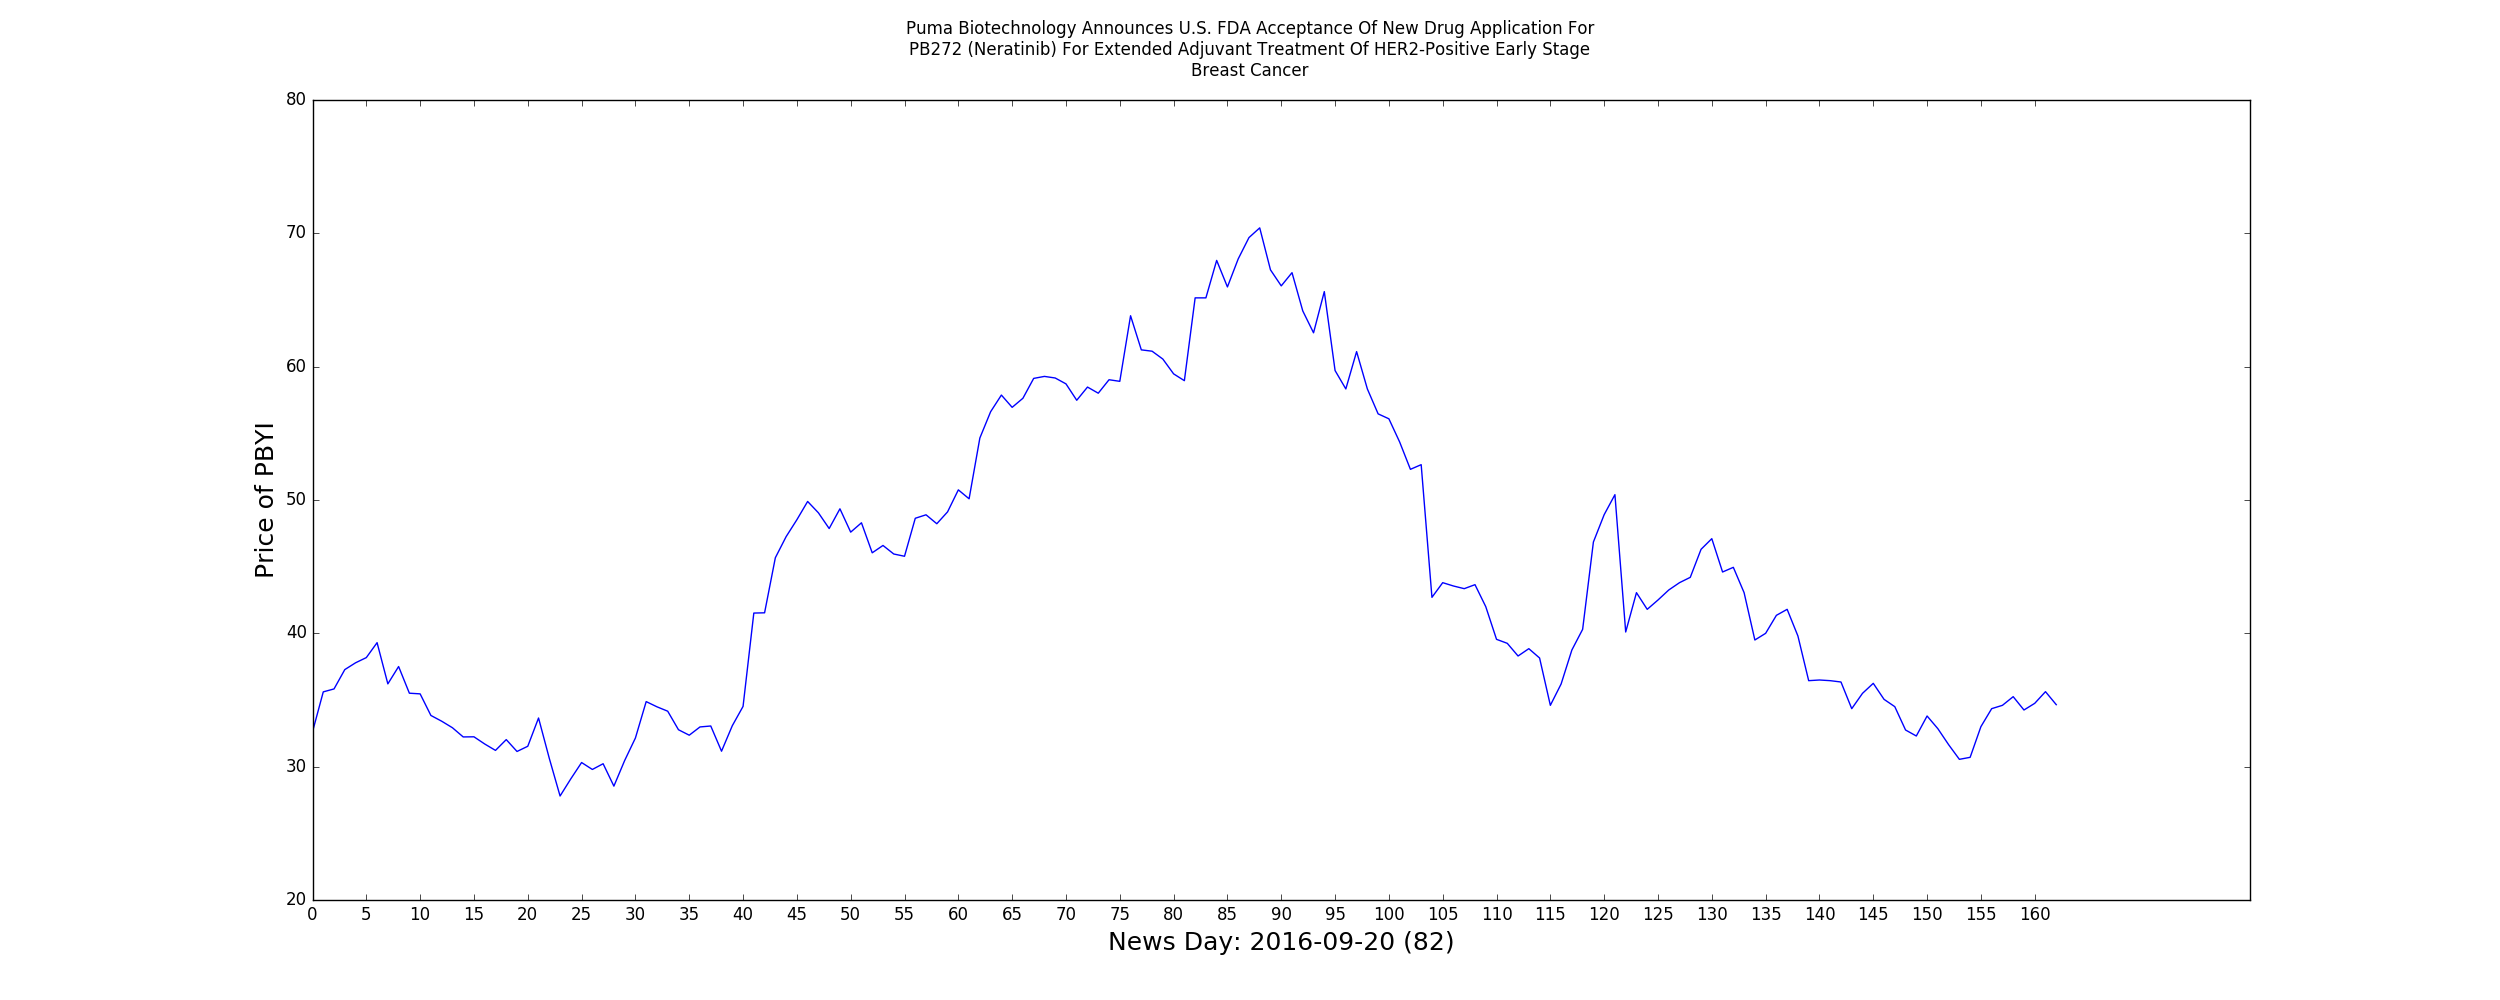 Puma Biotechnology Announces U.S. FDA Acceptance Of New Drug Application For
PB272 (Neratinib) For Extended Adjuvant Treatment Of HER2-Positive Early Stage
Breast Cancer
80
70
60
50
40
30
20
Price of PBYI
0 5 10 15 20 25 30 35 40 45 50 55 60 65 70 75 80 85 90 95 100 105 110 115 120 125 130 135 140 145 150 155 160
News Day: 2016-09-20 (82)